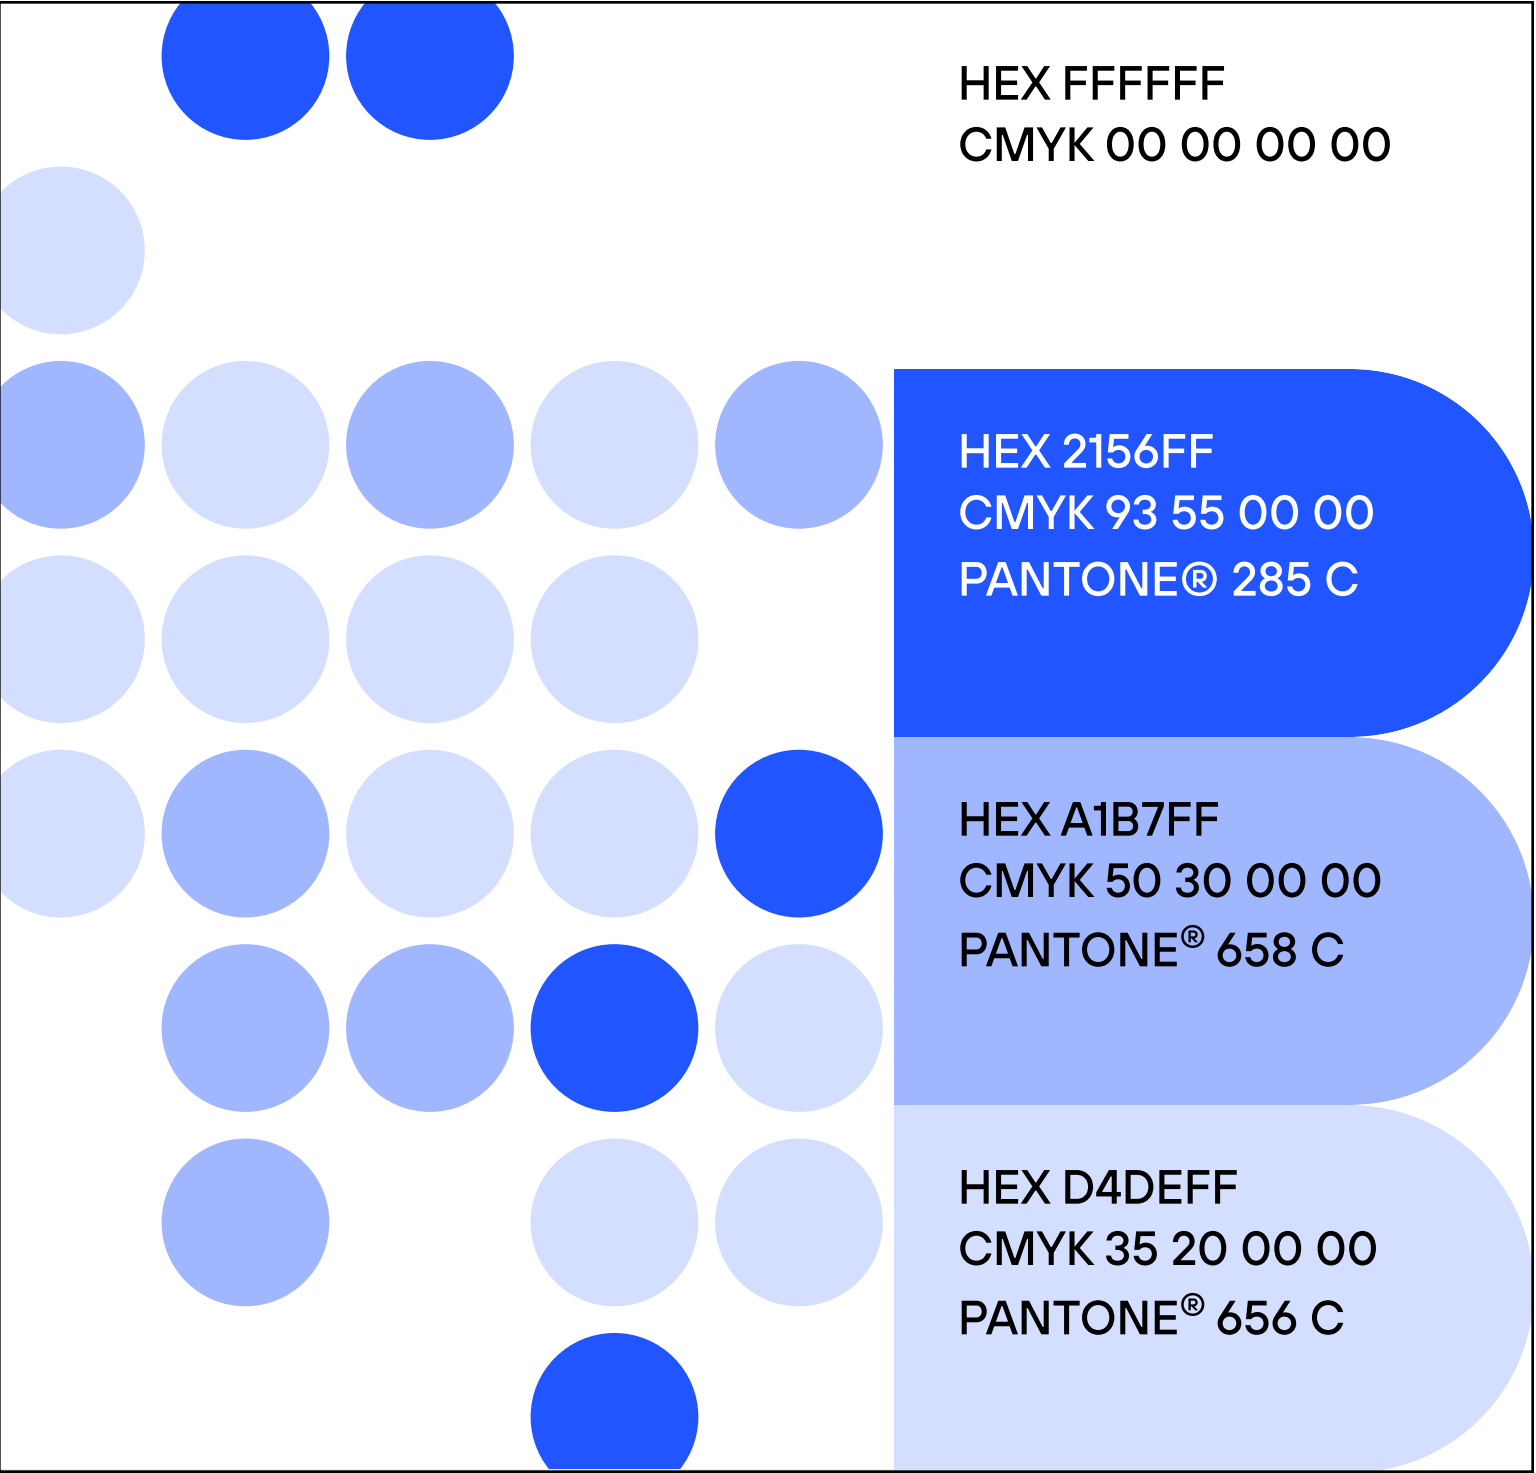 HEX FFFFFF
CMYK 00 00 00 00
HEX 2156FF
CMYK 93 55 00 00
PANTONE® 285 C
HEX A1B7FF
CMYK 50 30 00 00
PANTONE® 658 C
HEX D4DEFF
CMYK 35 20 00 00
PANTONE® 656 C